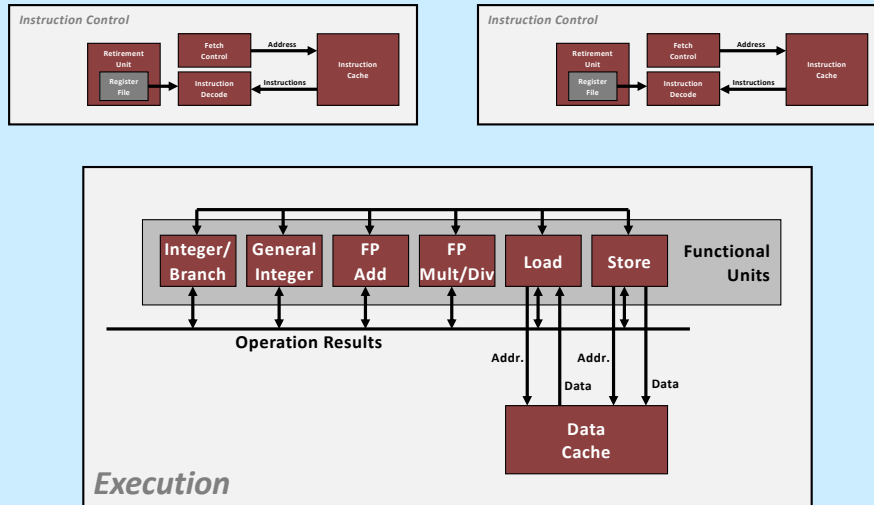 Instruction Control
Retirement
Unit
Register
File
Fetch
Control
Address
Instruction
Decode
Instructions
Instruction
Cache
Instruction Control
Retirement
Unit
Register
File
Fetch
Control
Address
Instruction
Decode
Instructions
Instruction
Cache
Integer/
Branch
General
Integer
FP
Add
FP
Mult/Div
Load
Store
Functional
Units
Operation Results
Addr.
Data
Addr.
Data
Data
Cache
Execution